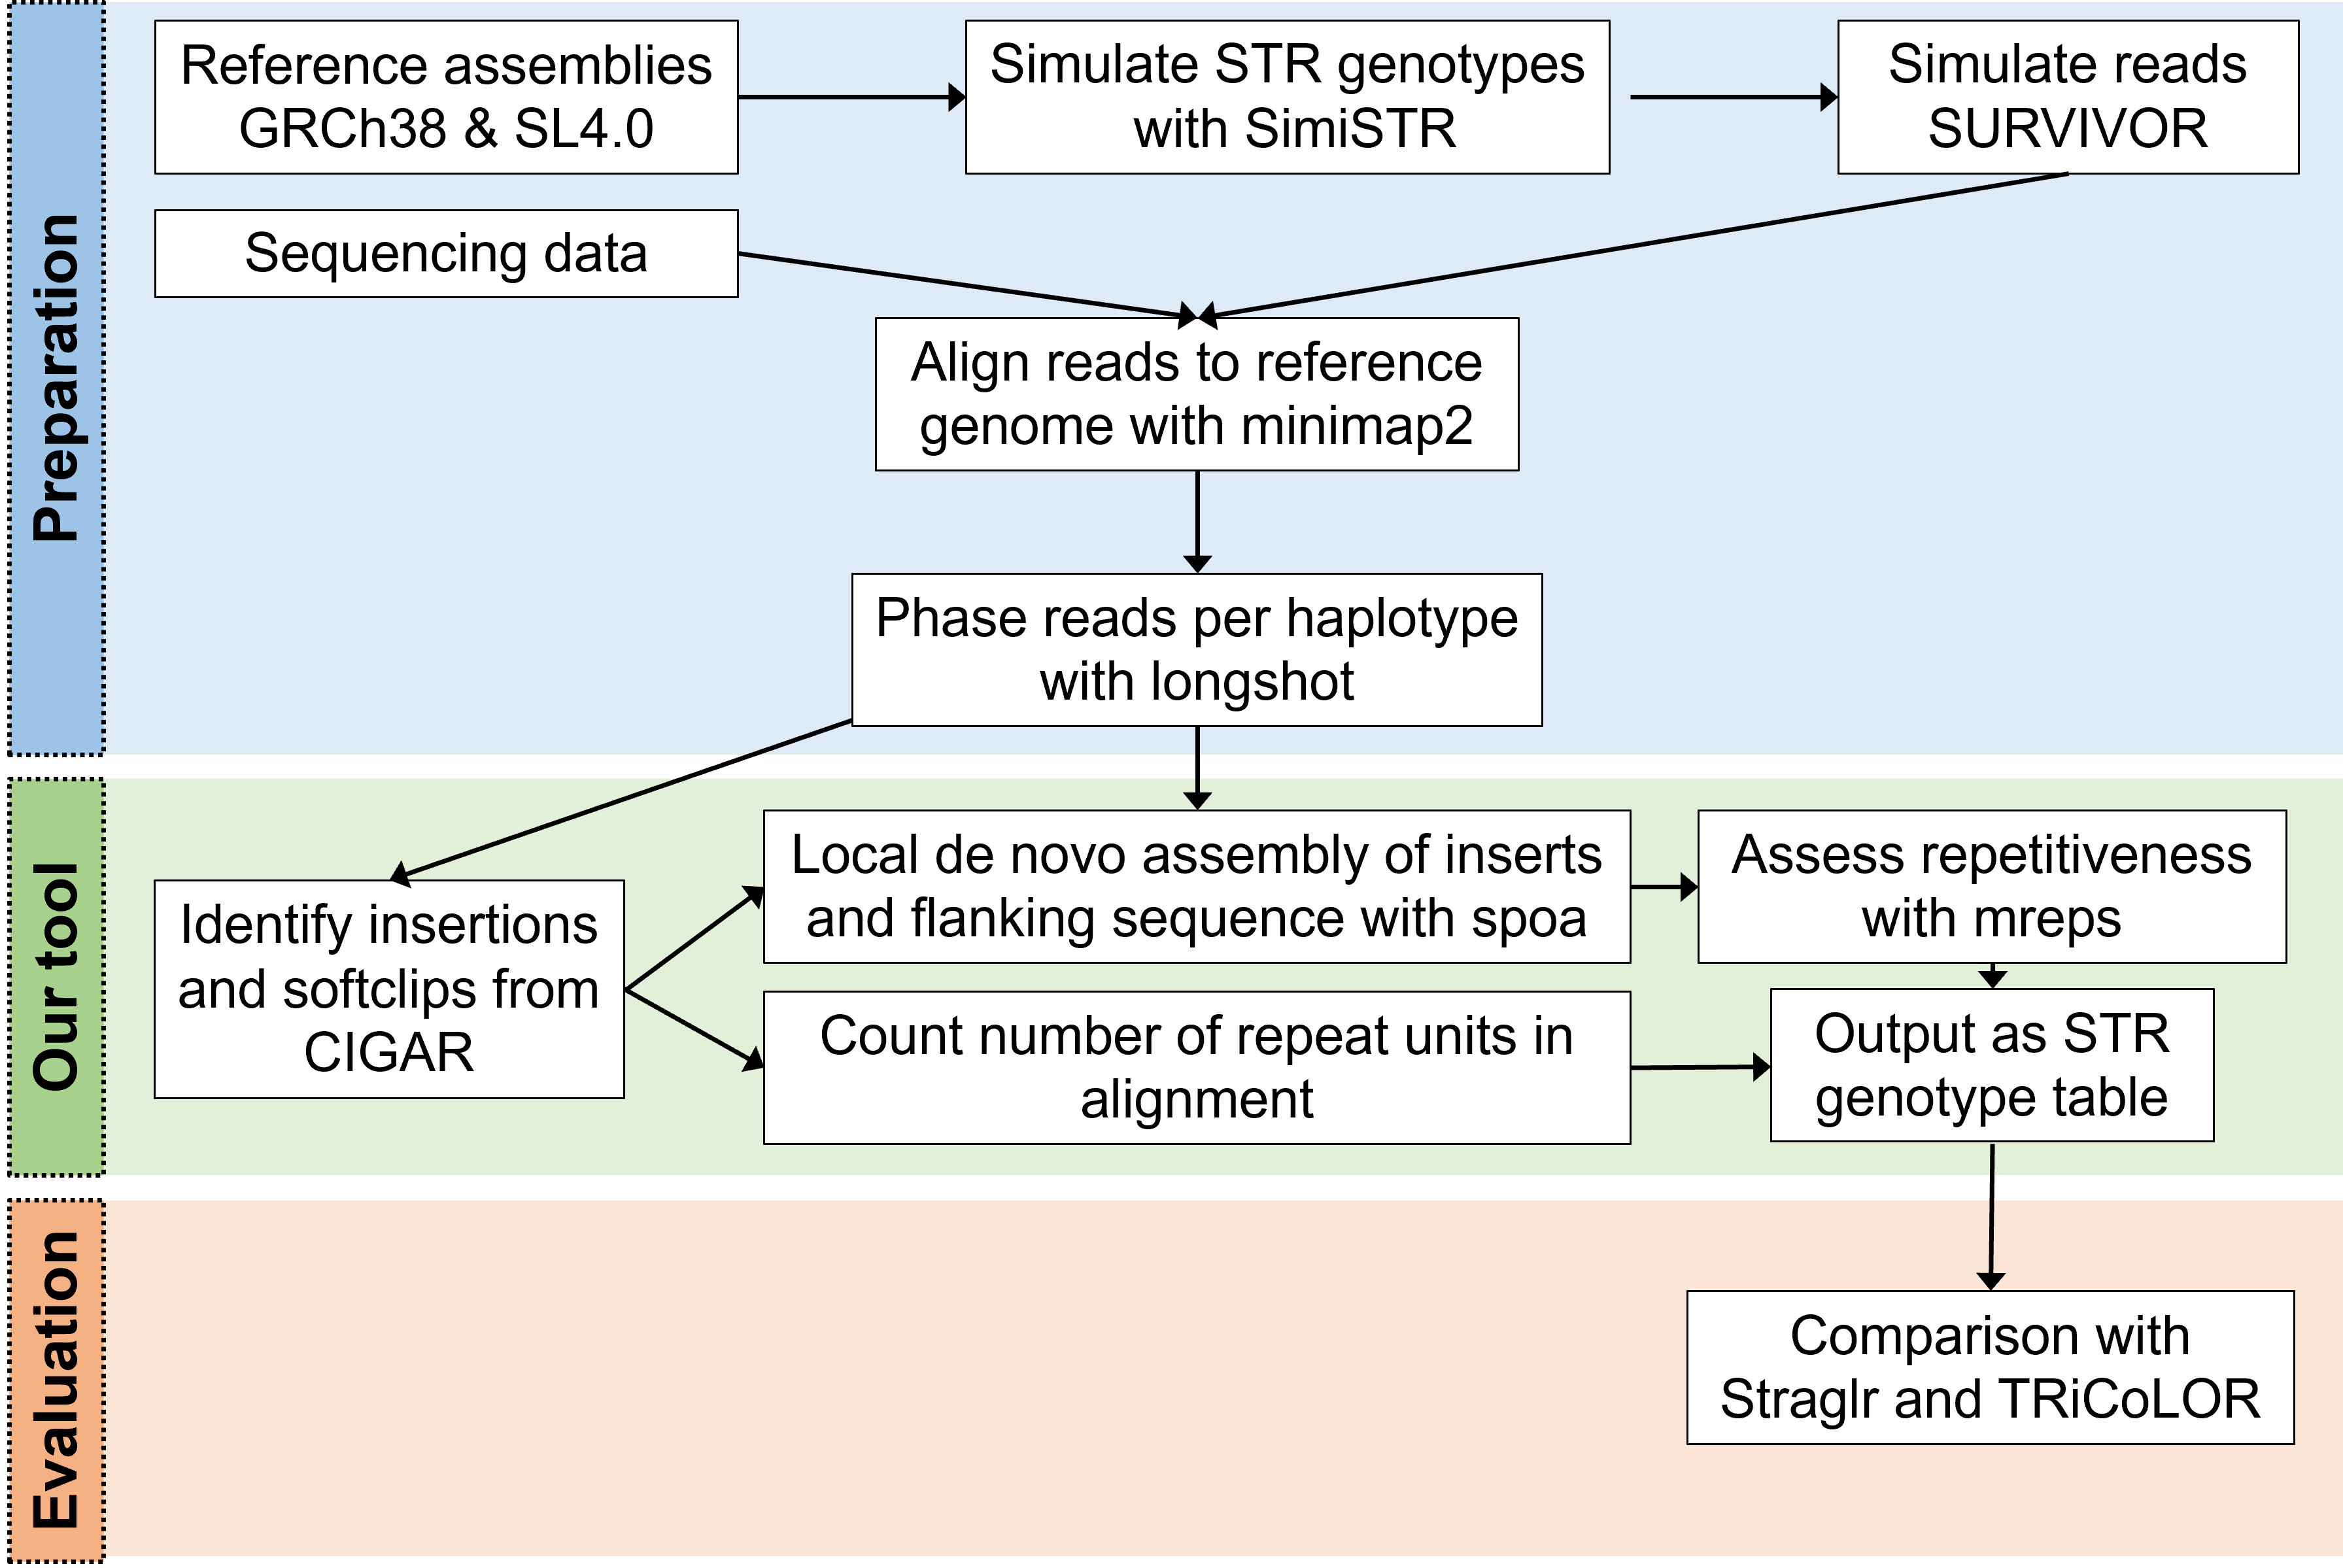 Preparation
Reference assemblies
GRCh38 & SL4.0
Simulate STR genotypes
with SimiSTR
Simulate reads
SURVIVOR
Sequencing data
Align reads to reference
genome with minimap2
Phase reads per haplotype
with longshot
Our tool
Identify insertions
and softclips from
CIGAR
Local de novo assembly of inserts
and flanking sequence with spoa
Assess repetitiveness
with mreps
Count number of repeat units in
alignment
Output as STR
genotype table
Evaluation
Comparison with
Straglr and TRiCoLOR